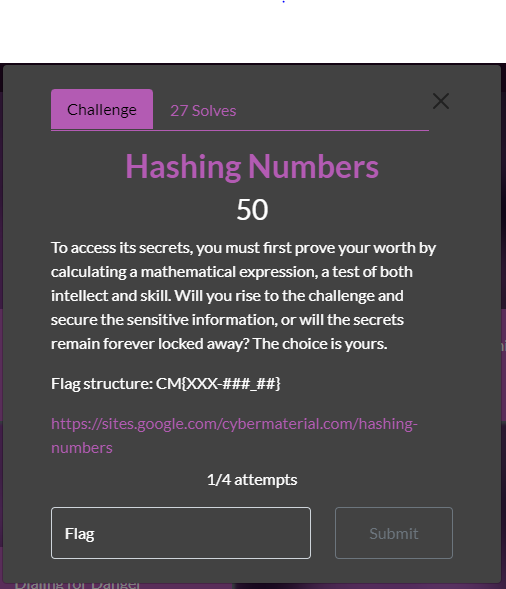 Challenge
27 Solves
Hashing Numbers
50
To access its secrets, you must first prove your worth by
calculating a mathematical expression, a test of both
intellect and skill. Will you rise to the challenge and
secure the sensitive information, or will the secrets
remain forever locked away? The choice is yours.
Flag structure: CM{XXX-###_##}
https://sites.google.com/cybermaterial.com/hashing-
numbers
1/4 attempts
Flag
Submit
Dialing for Danger